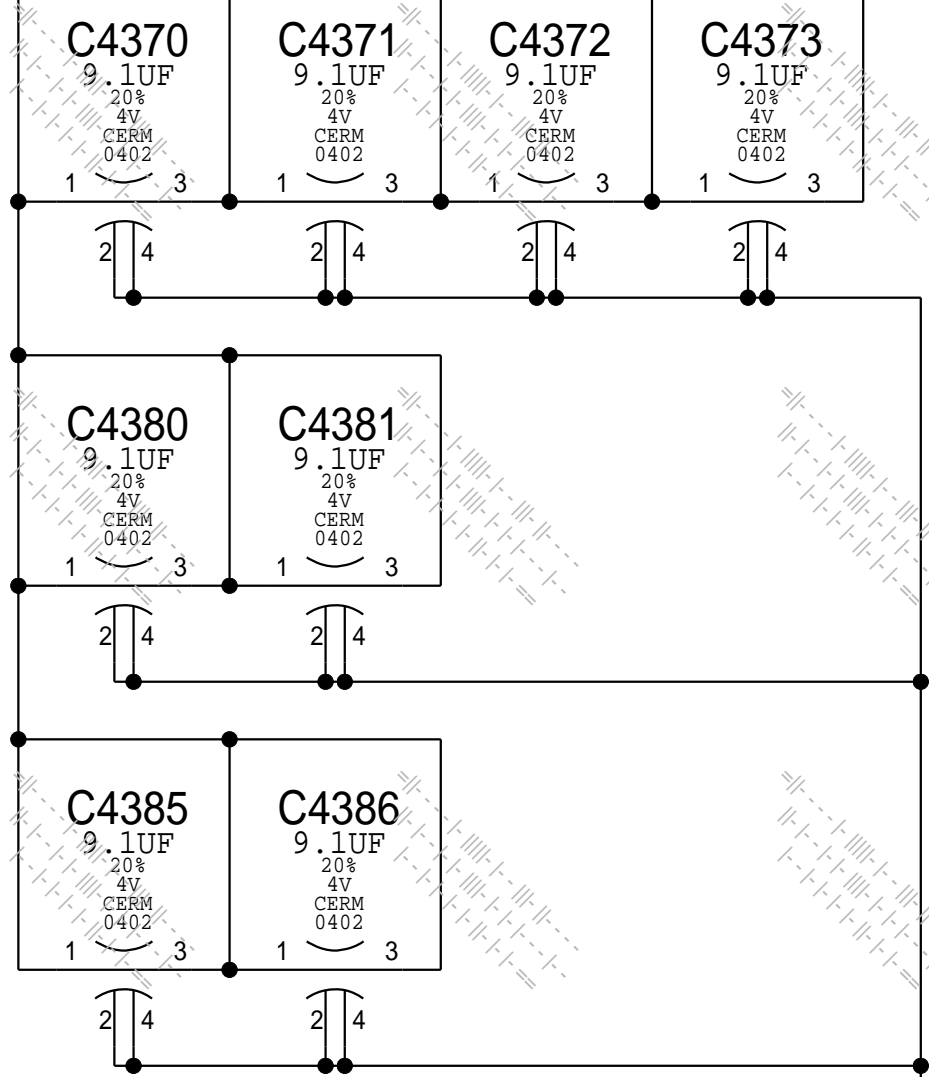 C4370 C4371 C4372 C4373
9.1UF 9.1UF 9.1UF 9.1UF
20% 20% 20% 20%
4V 4V 4V 4V
CERM CERM CERM CERM
0402 0402 0402 0402
1 3 1 3 1 3 1 3
2 4 2 4 2 4 2 4
C4380 C4381
9.1UF 9.1UF
20% 20%
4V 4V
CERM CERM
0402 0402
1 3 1 3
2 4 2 4
C4385 C4386
9.1UF 9.1UF
20% 20%
4V 4V
CERM CERM
0402 0402
1 3 1 3
2 4 2 4